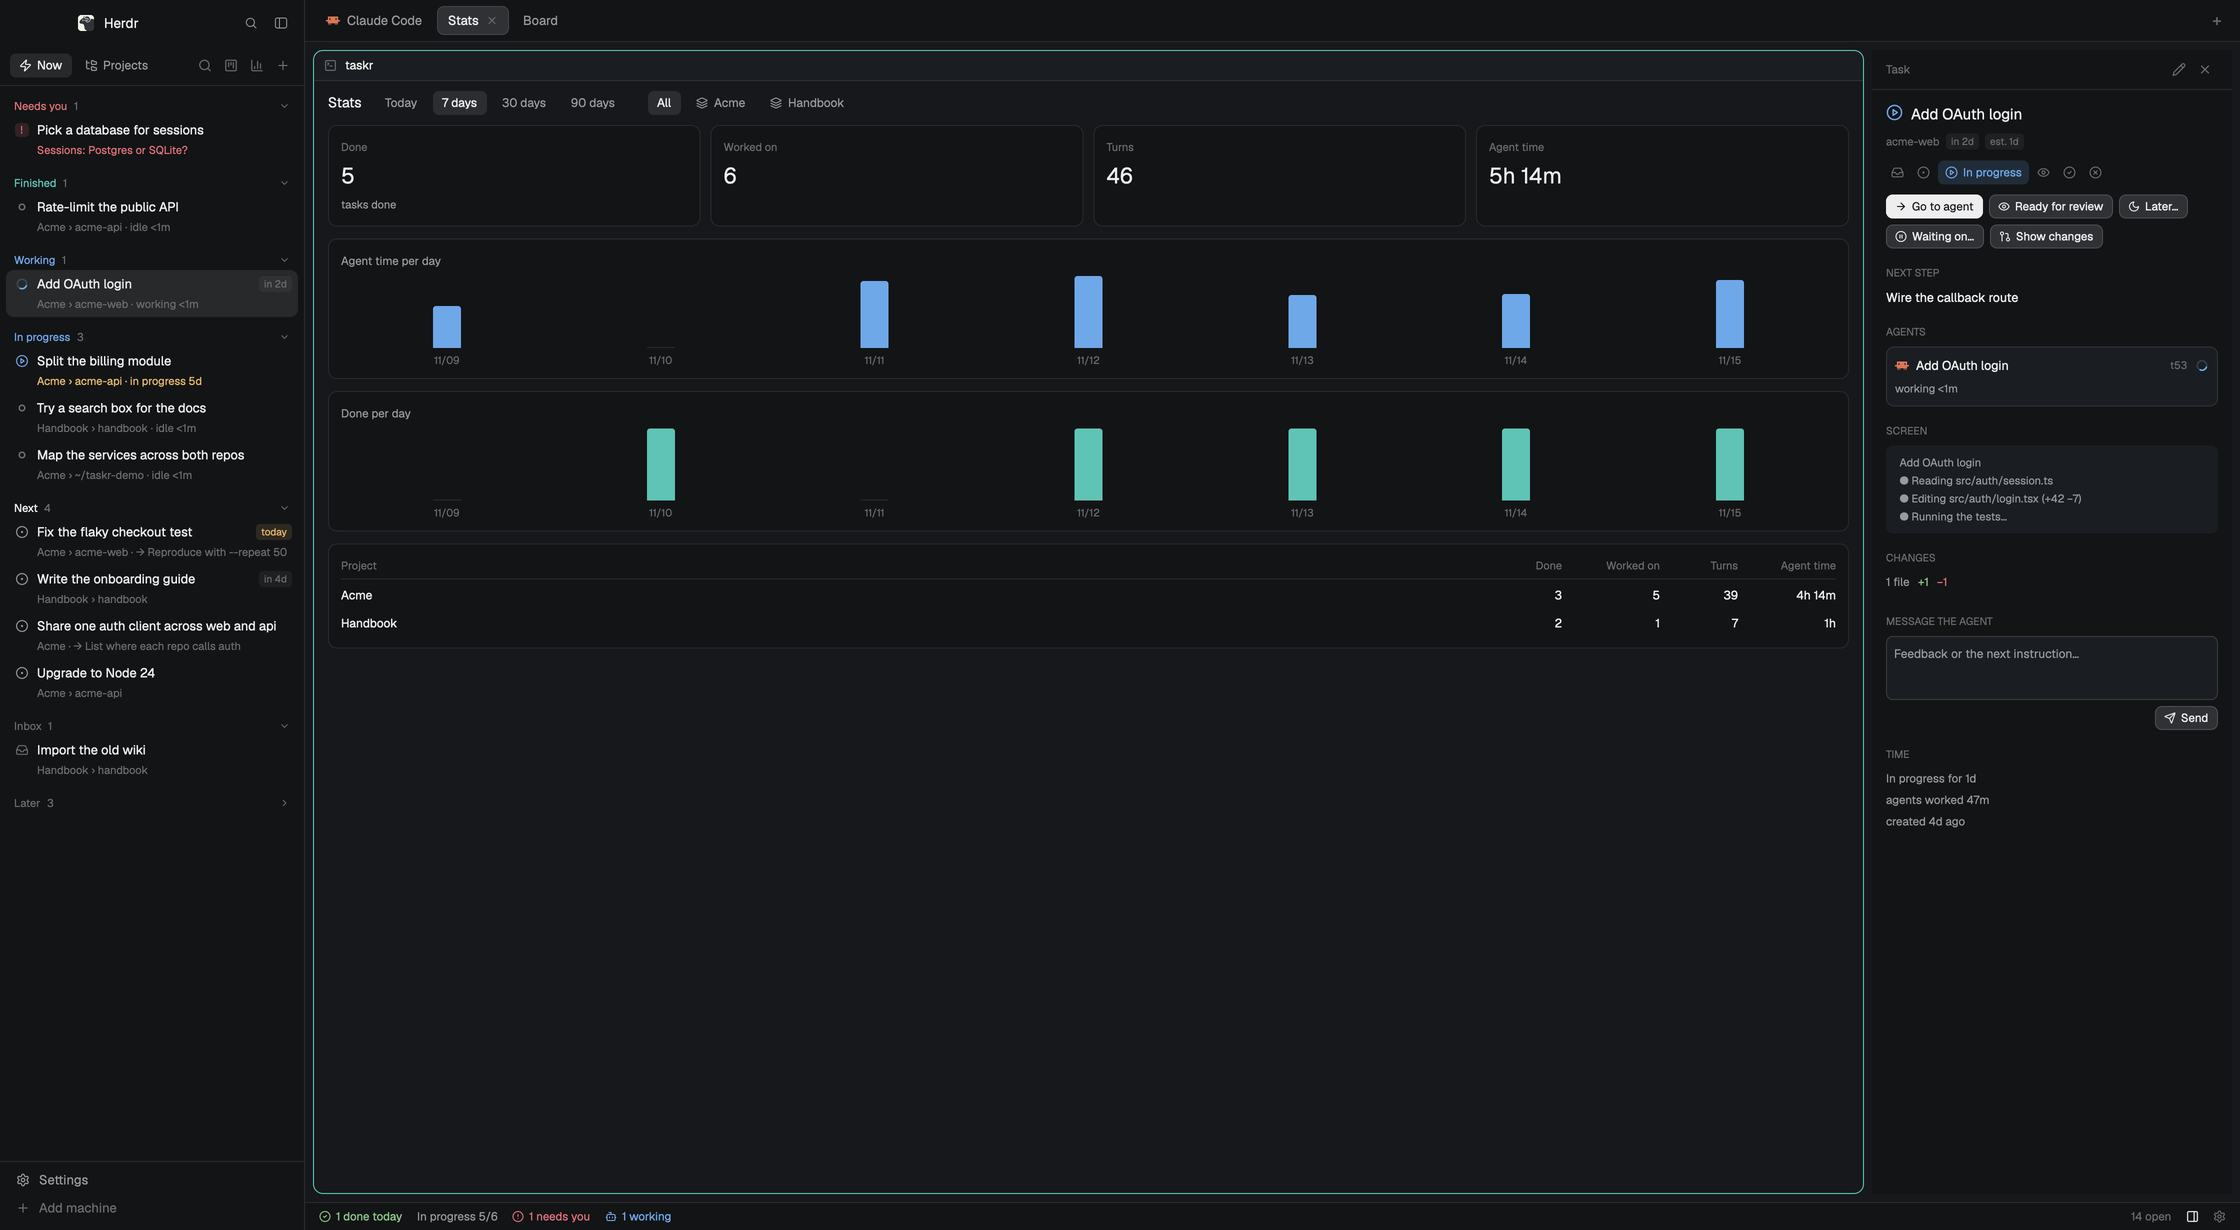 Herdr
Now Projects
Needs you 1
Pick a database for sessions
Sessions: Postgres or SQLite?
Finished 1
Rate-limit the public API
Acme › acme-api · idle <1m
Working 1
Add OAuth login in 2d
Acme › acme-web · working <1m
In progress 3
Split the billing module
Acme › acme-api · in progress 5d
Try a search box for the docs
Handbook › handbook · idle <1m
Map the services across both repos
Acme › ~/taskr-demo · idle <1m
Next 4
Fix the flaky checkout test today
Acme › acme-web · → Reproduce with --repeat 50
Write the onboarding guide in 4d
Handbook › handbook
Share one auth client across web and api
Acme · → List where each repo calls auth
Upgrade to Node 24
Acme › acme-api
Inbox 1
Import the old wiki
Handbook › handbook
Later 3
Settings
Add machine
Claude Code Stats Board
taskr
Stats Today 7 days 30 days 90 days All Acme Handbook
Done
5
tasks done
Worked on
6
Turns
46
Agent time
5h 14m
Agent time per day
11/09 11/10 11/11 11/12 11/13 11/14 11/15
Done per day
11/09 11/10 11/11 11/12 11/13 11/14 11/15
Project Done Worked on Turns Agent time
Acme 3 5 39 4h 14m
Handbook 2 1 7 1h
1 done today In progress 5/6 1 needs you 1 working
Task
Add OAuth login
acme-web in 2d est. 1d
In progress
Go to agent Ready for review Later…
Waiting on… Show changes
NEXT STEP
Wire the callback route
AGENTS
Add OAuth login t53
working <1m
SCREEN
Add OAuth login
● Reading src/auth/session.ts
● Editing src/auth/login.tsx (+42 −7)
● Running the tests…
CHANGES
1 file +1 −1
MESSAGE THE AGENT
Feedback or the next instruction…
Send
TIME
In progress for 1d
agents worked 47m
created 4d ago
14 open